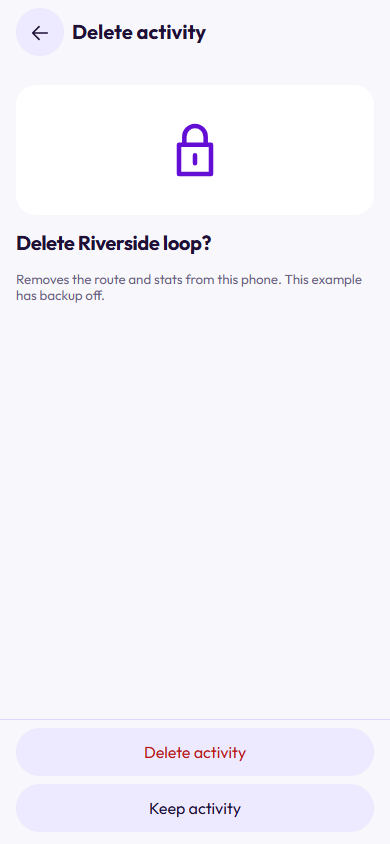 Delete activity
Delete Riverside loop?
Removes the route and stats from this phone. This example
has backup off.
Delete activity
Keep activity